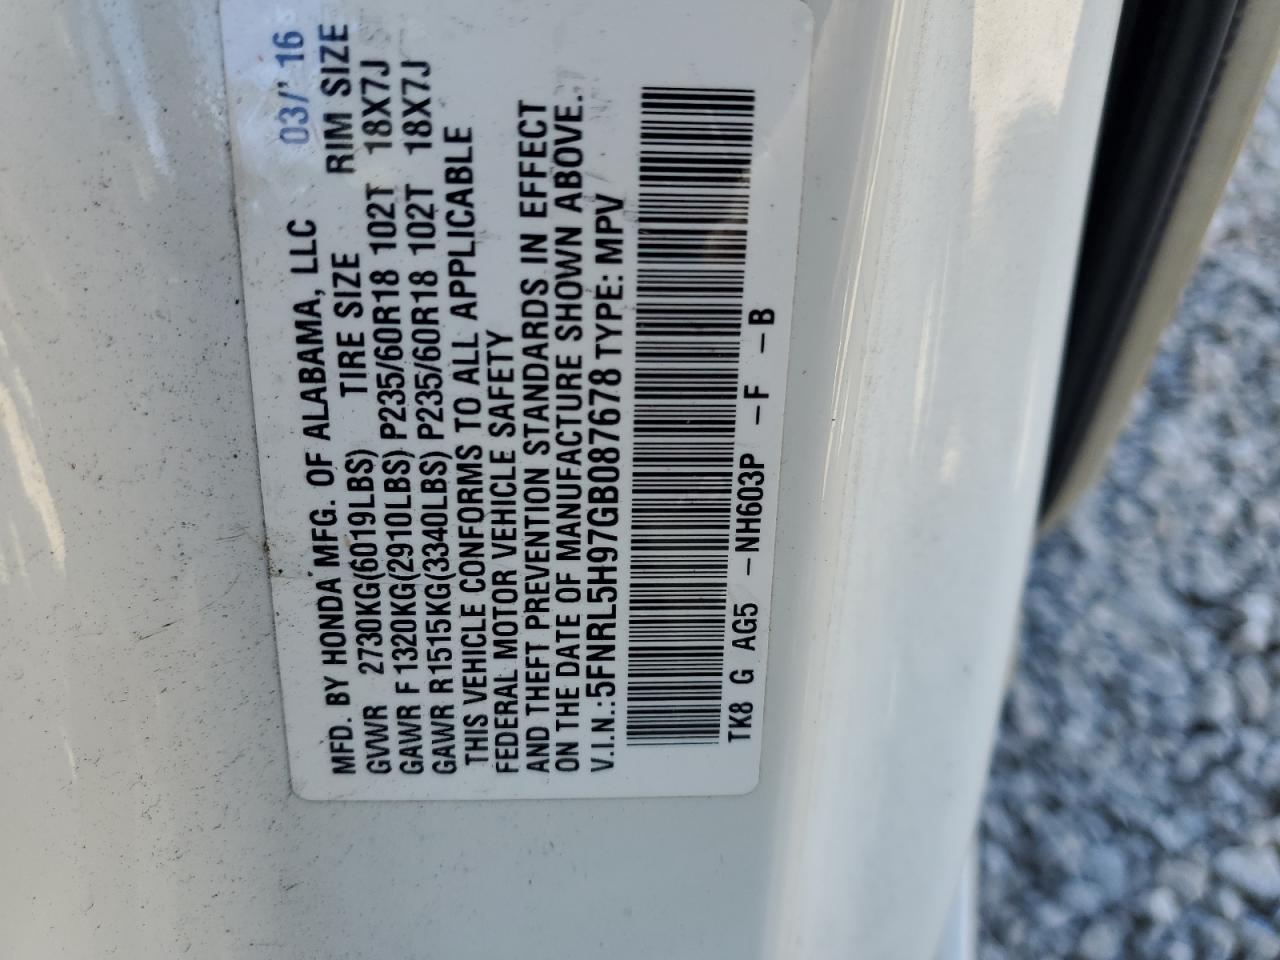 MFD. BY HONDA MFG. OF ALABAMA, LLC 03/' 16
GVWR 2730KG(6019LBS) TIRE SIZE RIM SIZE
GAWR F 1320KG(2910LBS) P235/60R18 102T 18X7J
GAWR R 1515KG(3340LBS) P235/60R18 102T 18X7J
THIS VEHICLE CONFORMS TO ALL APPLICABLE
FEDERAL MOTOR VEHICLE SAFETY
AND THEFT PREVENTION STANDARDS IN EFFECT
ON THE DATE OF MANUFACTURE SHOWN ABOVE.
V.I.N.:5FNRL5H97GB087678 TYPE: MPV
TK8 G AG5 –NH603P –F –B